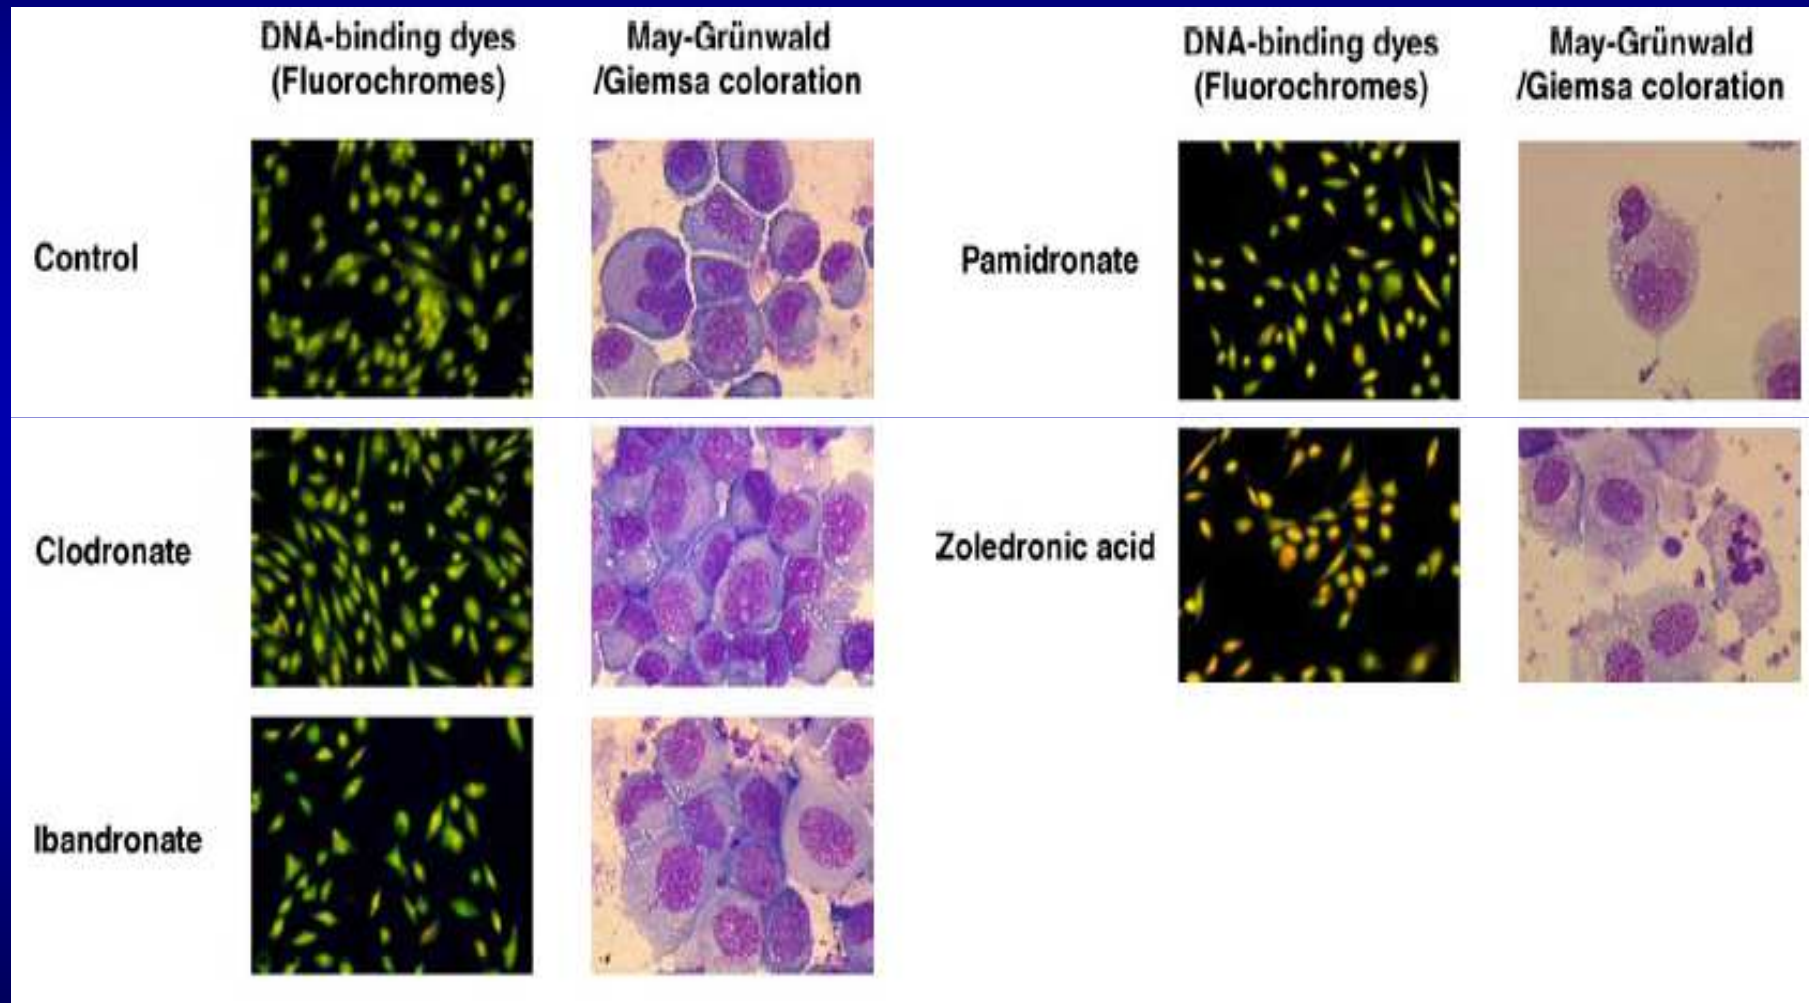 DNA-binding dyes
(Fluorochromes)
May-Grünwald
/Giemsa coloration
DNA-binding dyes
(Fluorochromes)
May-Grünwald
/Giemsa coloration
Control
Pamidronate
Clodronate
Zoledronic acid
Ibandronate